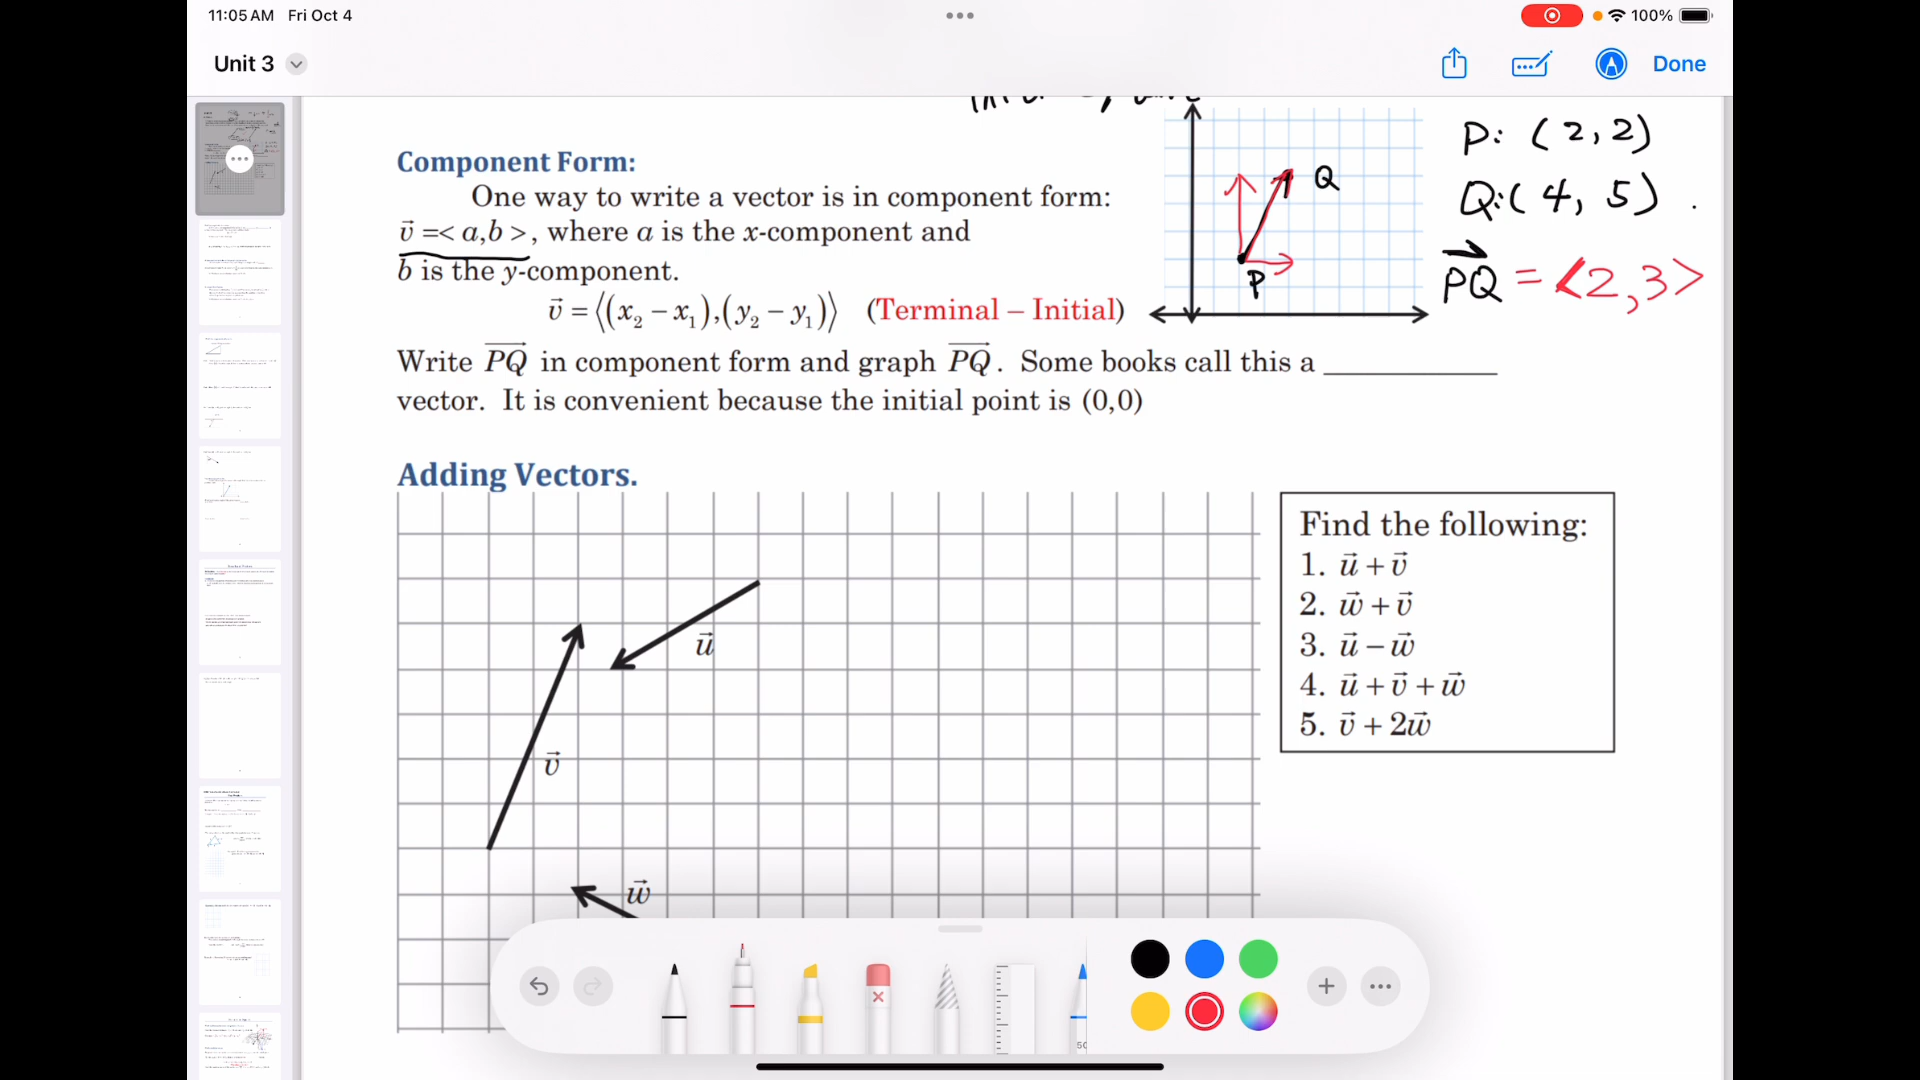 11:05 AM Fri Oct 4
100%
Unit 3
Done
P: (2,2)
Q:(4, 5)
Q
P
PQ = <2,3>
Component Form:
One way to write a vector is in component form:
v⃗ =< a,b >, where a is the x-component and
b is the y-component.
v⃗ = ⟨(x₂ − x₁),(y₂ − y₁)⟩ (Terminal – Initial)
Write PQ in component form and graph PQ. Some books call this a ____________
vector. It is convenient because the initial point is (0,0)
Adding Vectors.
u⃗
v⃗
w⃗
Find the following:
1. u⃗ + v⃗
2. w⃗ + v⃗
3. u⃗ − w⃗
4. u⃗ + v⃗ + w⃗
5. v⃗ + 2w⃗